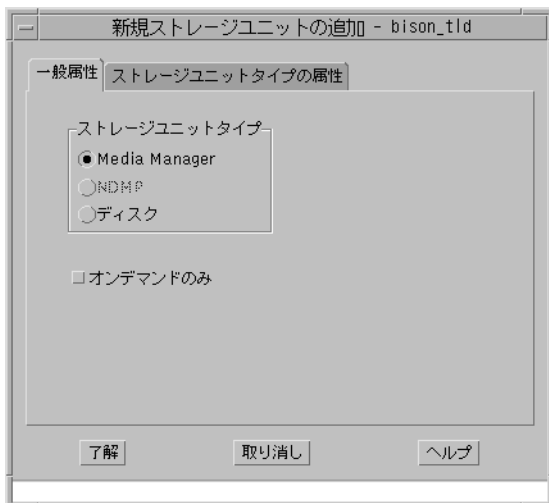 新規ストレージユニットの追加 - bison_tld
一般属性 ストレージユニットタイプの属性
ストレージユニットタイプ
Media Manager
NDMP
ディスク
オンデマンドのみ
了解 取り消し ヘルプ